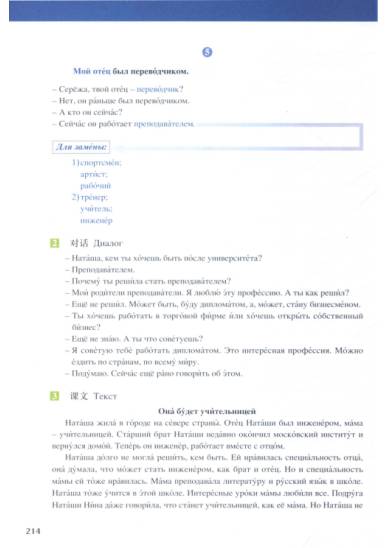 5
Мой оте́ц был перево́дчиком.
– Серёжа, твой оте́ц – перево́дчик?
– Нет, он ра́ньше был перево́дчиком.
– А кто он сейча́с?
– Сейча́с он рабо́тает преподава́телем.
Для заме́ны:
1) спортсме́н;
арти́ст;
рабо́чий
2) тре́нер;
учи́тель;
инжене́р
2 对话 Диалог
– Ната́ша, кем ты хо́чешь быть по́сле университе́та?
– Преподава́телем.
– Почему́ ты реши́ла стать преподава́телем?
– Мои́ роди́тели преподава́тели. Я люблю́ э́ту профе́ссию. А ты как реши́л?
– Ещё не реши́л. Мо́жет быть, бу́ду диплома́том, а, мо́жет, ста́ну бизнесме́ном.
– Ты хо́чешь рабо́тать в торго́вой фи́рме и́ли хо́чешь откры́ть со́бственный
би́знес?
– Ещё не зна́ю. А ты что сове́туешь?
– Я сове́тую тебе́ рабо́тать диплома́том. Это интере́сная профе́ссия. Мо́жно
е́здить по стра́нам, по всему́ ми́ру.
– Поду́маю. Сейча́с ещё ра́но говори́ть об э́том.
3 课文 Текст
Она́ бу́дет учи́тельницей
Ната́ша жила́ в го́роде на се́вере страны́. Оте́ц Ната́ши был инжене́ром, ма́ма
– учи́тельницей. Ста́рший брат Ната́ши неда́вно око́нчил моско́вский институ́т и
верну́лся домо́й. Тепе́рь он инжене́р, рабо́тает вме́сте с отцо́м.
Ната́ша до́лго не могла́ реши́ть, кем быть. Ей нра́вилась специа́льность отца́,
она́ ду́мала, что мо́жет стать инжене́ром, как брат и оте́ц. Но и специа́льность
ма́мы ей то́же нра́вилась. Ма́ма преподава́ла литерату́ру и ру́сский язы́к в шко́ле.
Ната́ша то́же учи́тся в э́той шко́ле. Интере́сные уро́ки ма́мы люби́ли все. Подру́га
Ната́ши Ни́на да́же говори́ла, что ста́нет учи́тельницей, как её ма́ма. Но Ната́ша не
214